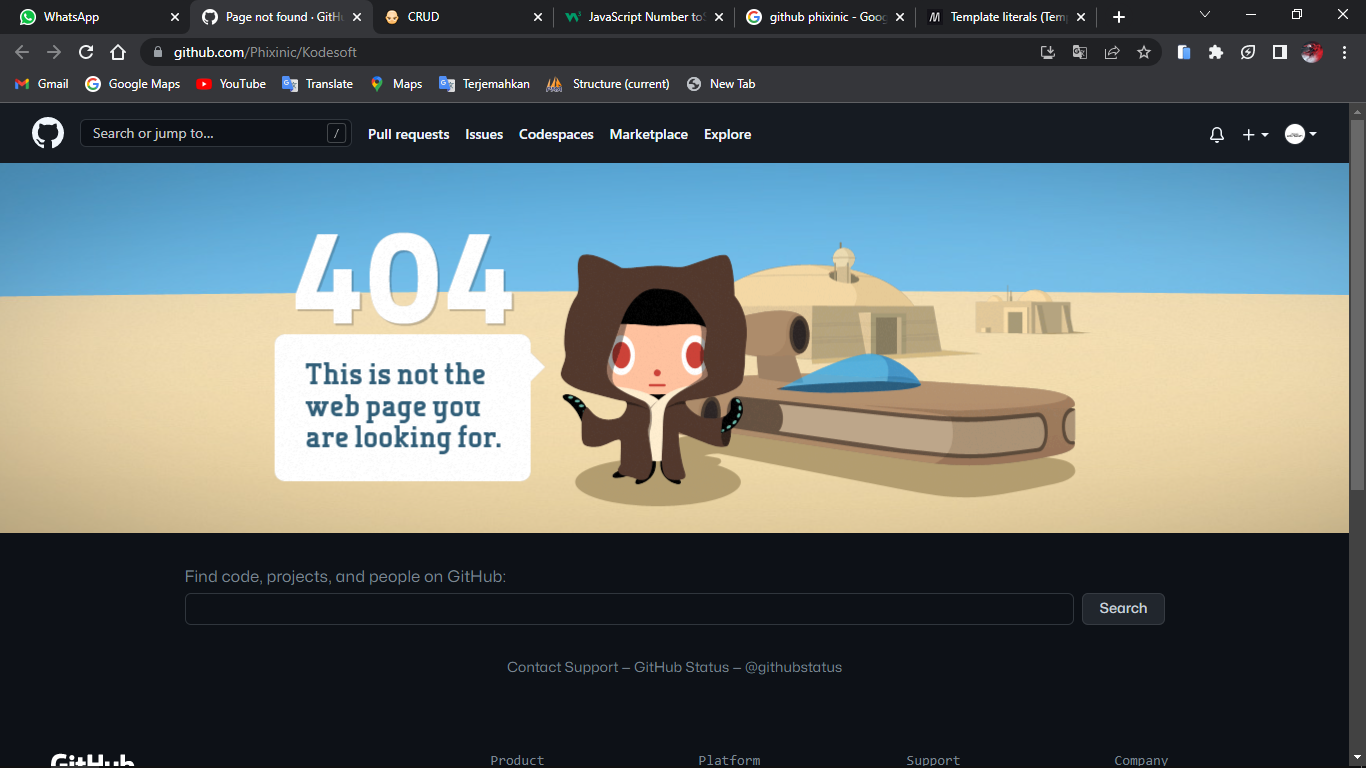 WhatsApp
Page not found · GitHu
CRUD
JavaScript Number toS
github phixinic - Goog
Template literals (Temp
github.com/Phixinic/Kodesoft
Gmail
Google Maps
YouTube
Translate
Maps
Terjemahkan
Structure (current)
New Tab
Search or jump to...
/
Pull requests
Issues
Codespaces
Marketplace
Explore
404
This is not the
web page you
are looking for.
Find code, projects, and people on GitHub:
Search
Contact Support — GitHub Status — @githubstatus
GitHub
Product
Platform
Support
Company